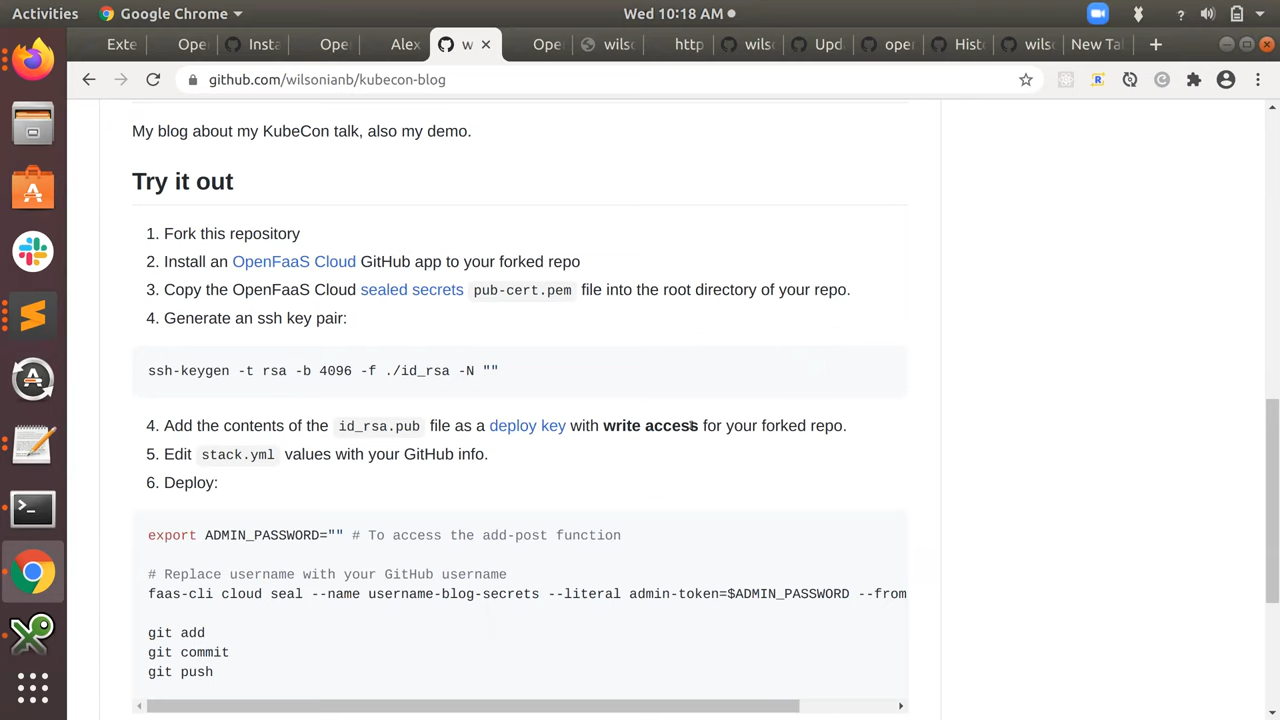 Activities
Google Chrome
Wed 10:18 AM
Exte
Ope
Insta
Ope
Alex
w
Ope
wilso
http
wilso
Upd
oper
Histo
wilso
New Tal
github.com/wilsonianb/kubecon-blog
My blog about my KubeCon talk, also my demo.
Try it out
1. Fork this repository
2. Install an OpenFaaS Cloud GitHub app to your forked repo
3. Copy the OpenFaaS Cloud sealed secrets pub-cert.pem file into the root directory of your repo.
4. Generate an ssh key pair:
ssh-keygen -t rsa -b 4096 -f ./id_rsa -N ""
4. Add the contents of the id_rsa.pub file as a deploy key with write access for your forked repo.
5. Edit stack.yml values with your GitHub info.
6. Deploy:
export ADMIN_PASSWORD="" # To access the add-post function
# Replace username with your GitHub username
faas-cli cloud seal --name username-blog-secrets --literal admin-token=$ADMIN_PASSWORD --from
git add
git commit
git push